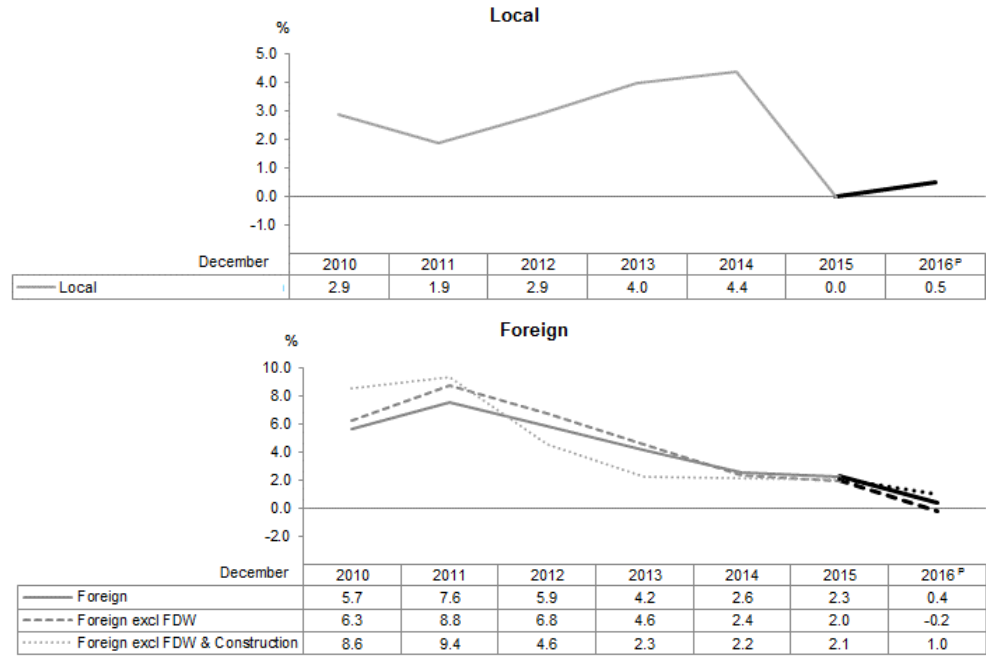 Local
%
5.0
4.0
3.0
2.0
1.0
0.0
-1.0
December 2010 2011 2012 2013 2014 2015 2016 P
Local 2.9 1.9 2.9 4.0 4.4 0.0 0.5
Foreign
%
10.0
8.0
6.0
4.0
2.0
0.0
-2.0
December 2010 2011 2012 2013 2014 2015 2016 P
Foreign 5.7 7.6 5.9 4.2 2.6 2.3 0.4
Foreign excl FDW 6.3 8.8 6.8 4.6 2.4 2.0 -0.2
Foreign excl FDW & Construction 8.6 9.4 4.6 2.3 2.2 2.1 1.0